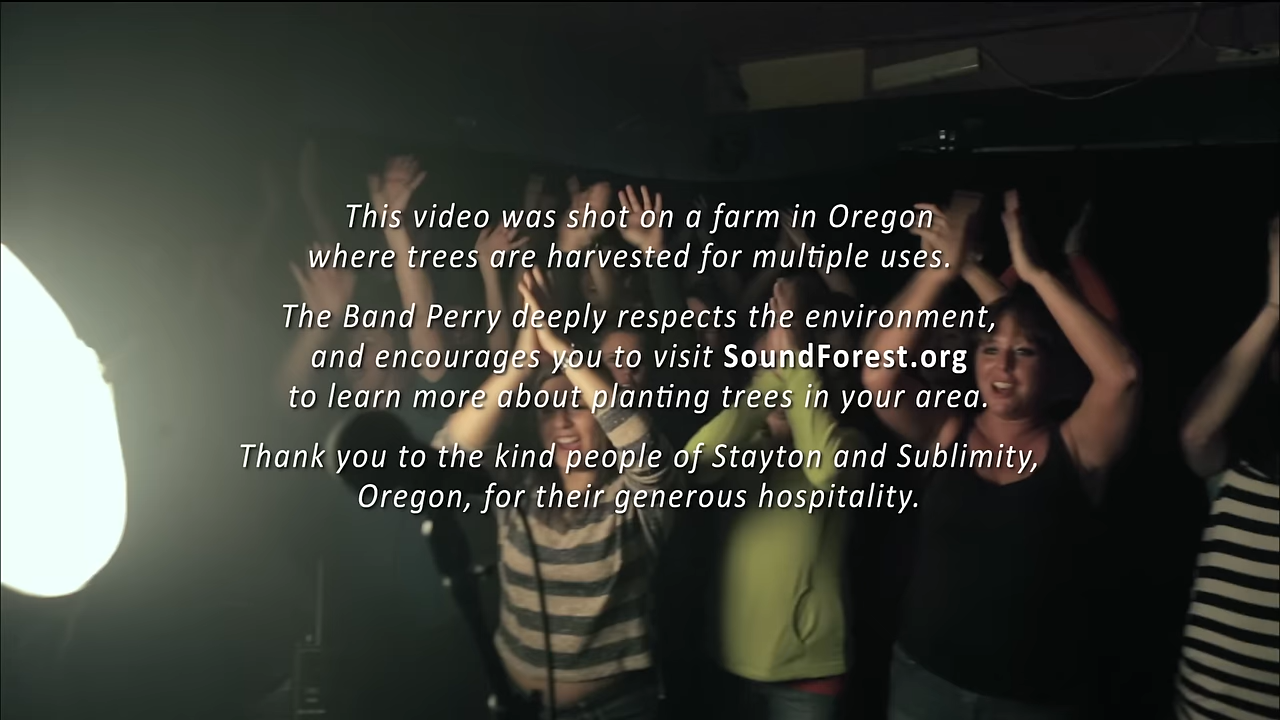 This video was shot on a farm in Oregon
where trees are harvested for multiple uses.
The Band Perry deeply respects the environment,
and encourages you to visit SoundForest.org
to learn more about planting trees in your area.
Thank you to the kind people of Stayton and Sublimity,
Oregon, for their generous hospitality.